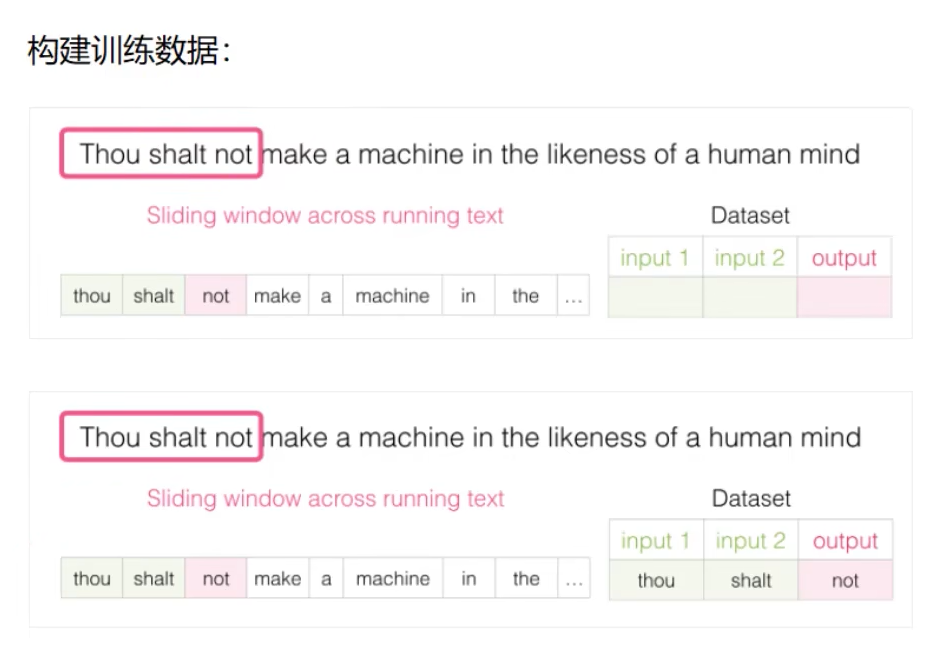 构建训练数据：
Thou shalt not make a machine in the likeness of a human mind
Sliding window across running text
Dataset
input 1 input 2 output
thou shalt not make a machine in the ...
Thou shalt not make a machine in the likeness of a human mind
Sliding window across running text
Dataset
input 1 input 2 output
thou shalt not make a machine in the ...
thou shalt not